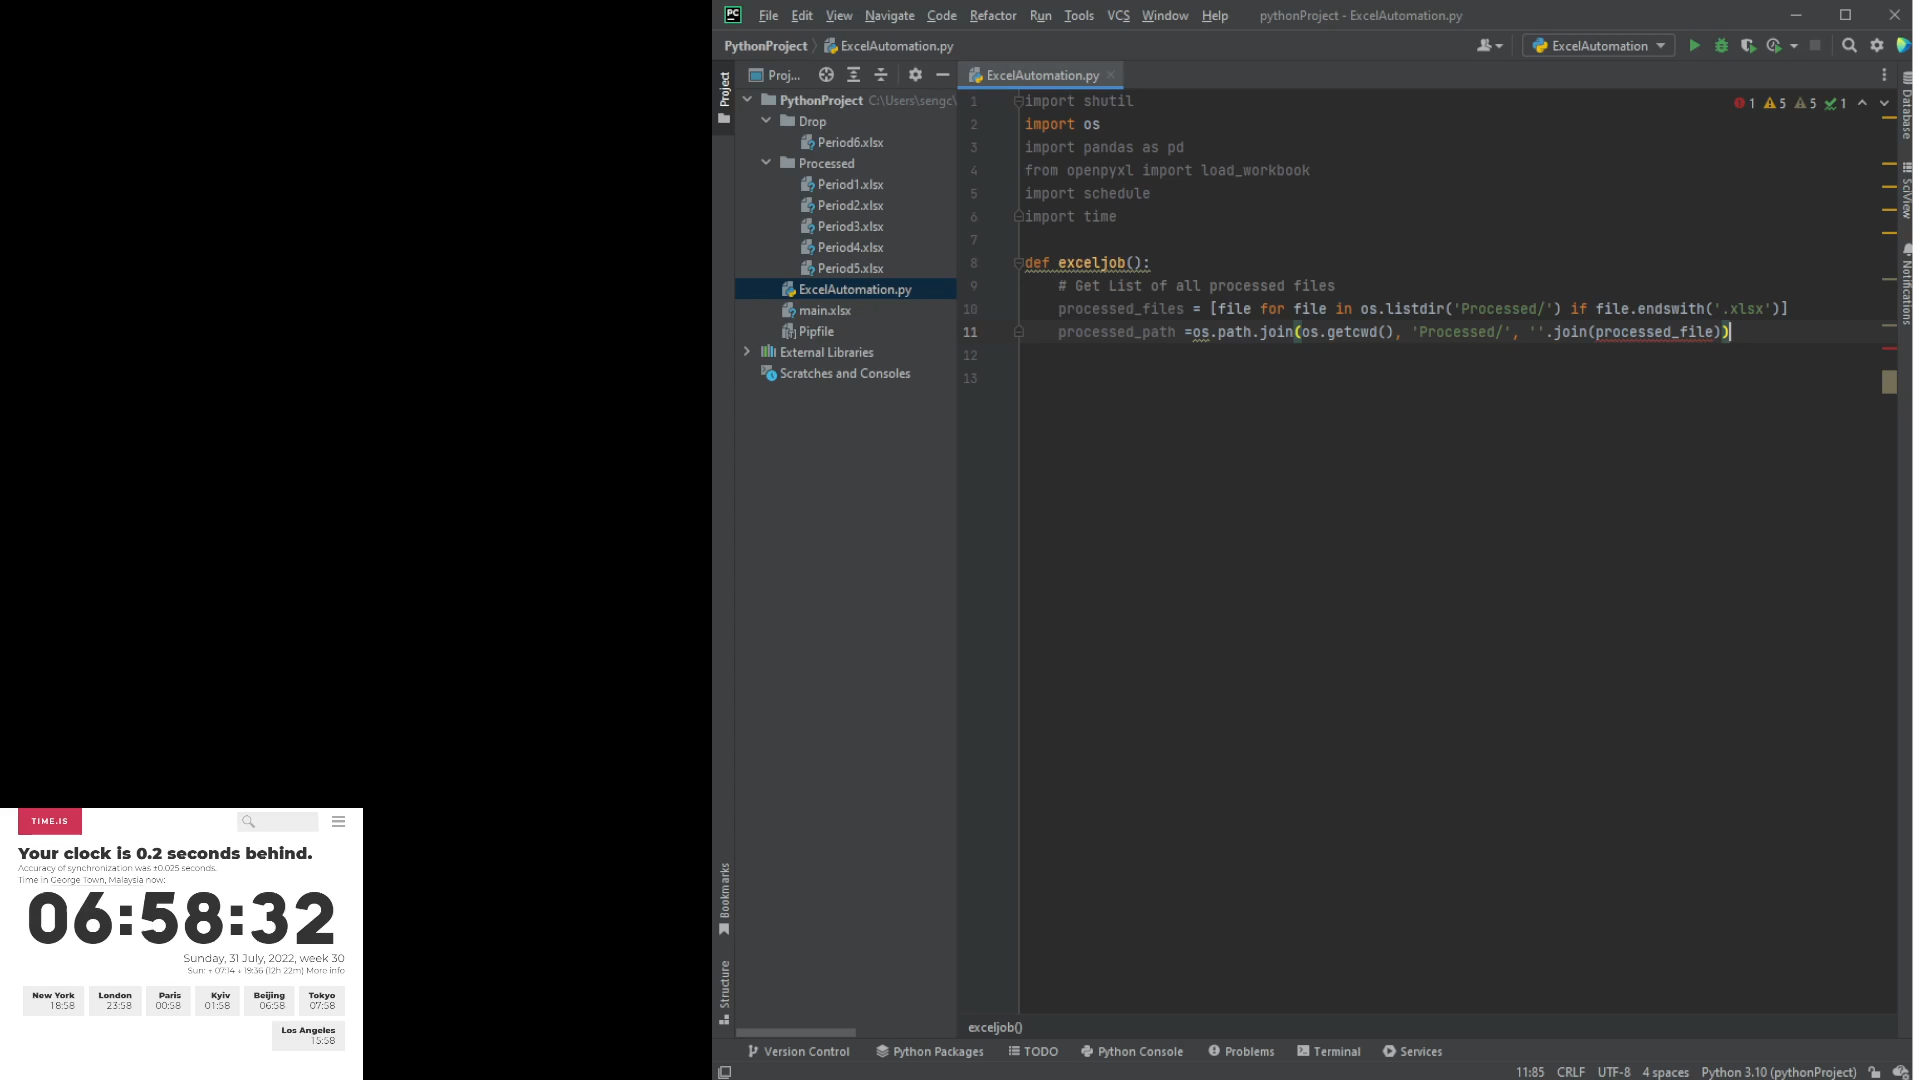 PC File Edit View Navigate Code Refactor Run Tools VCS Window Help pythonProject - ExcelAutomation.py
PythonProject ExcelAutomation.py ExcelAutomation
Project
Proj...
ExcelAutomation.py
PythonProject C:\Users\sengc\
Drop
Period6.xlsx
Processed
Period1.xlsx
Period2.xlsx
Period3.xlsx
Period4.xlsx
Period5.xlsx
ExcelAutomation.py
main.xlsx
Pipfile
External Libraries
Scratches and Consoles
1 import shutil
2 import os
3 import pandas as pd
4 from openpyxl import load_workbook
5 import schedule
6 import time
7
8 def exceljob():
9 # Get List of all processed files
10 processed_files = [file for file in os.listdir('Processed/') if file.endswith('.xlsx')]
11 processed_path =os.path.join(os.getcwd(), 'Processed/', ''.join(processed_file))
12
13
1 5 5 1
Database
SciView
Notifications
Bookmarks
Structure
exceljob()
Version Control Python Packages TODO Python Console Problems Terminal Services
11:85 CRLF UTF-8 4 spaces Python 3.10 (pythonProject)
TIME.IS
Your clock is 0.2 seconds behind.
Accuracy of synchronization was ±0.025 seconds.
Time in George Town, Malaysia now:
06:58:32
Sunday, 31 July, 2022, week 30
Sun: ↑ 07:14 ↓ 19:36 (12h 22m) More info
New York 18:58
London 23:58
Paris 00:58
Kyiv 01:58
Beijing 06:58
Tokyo 07:58
Los Angeles 15:58